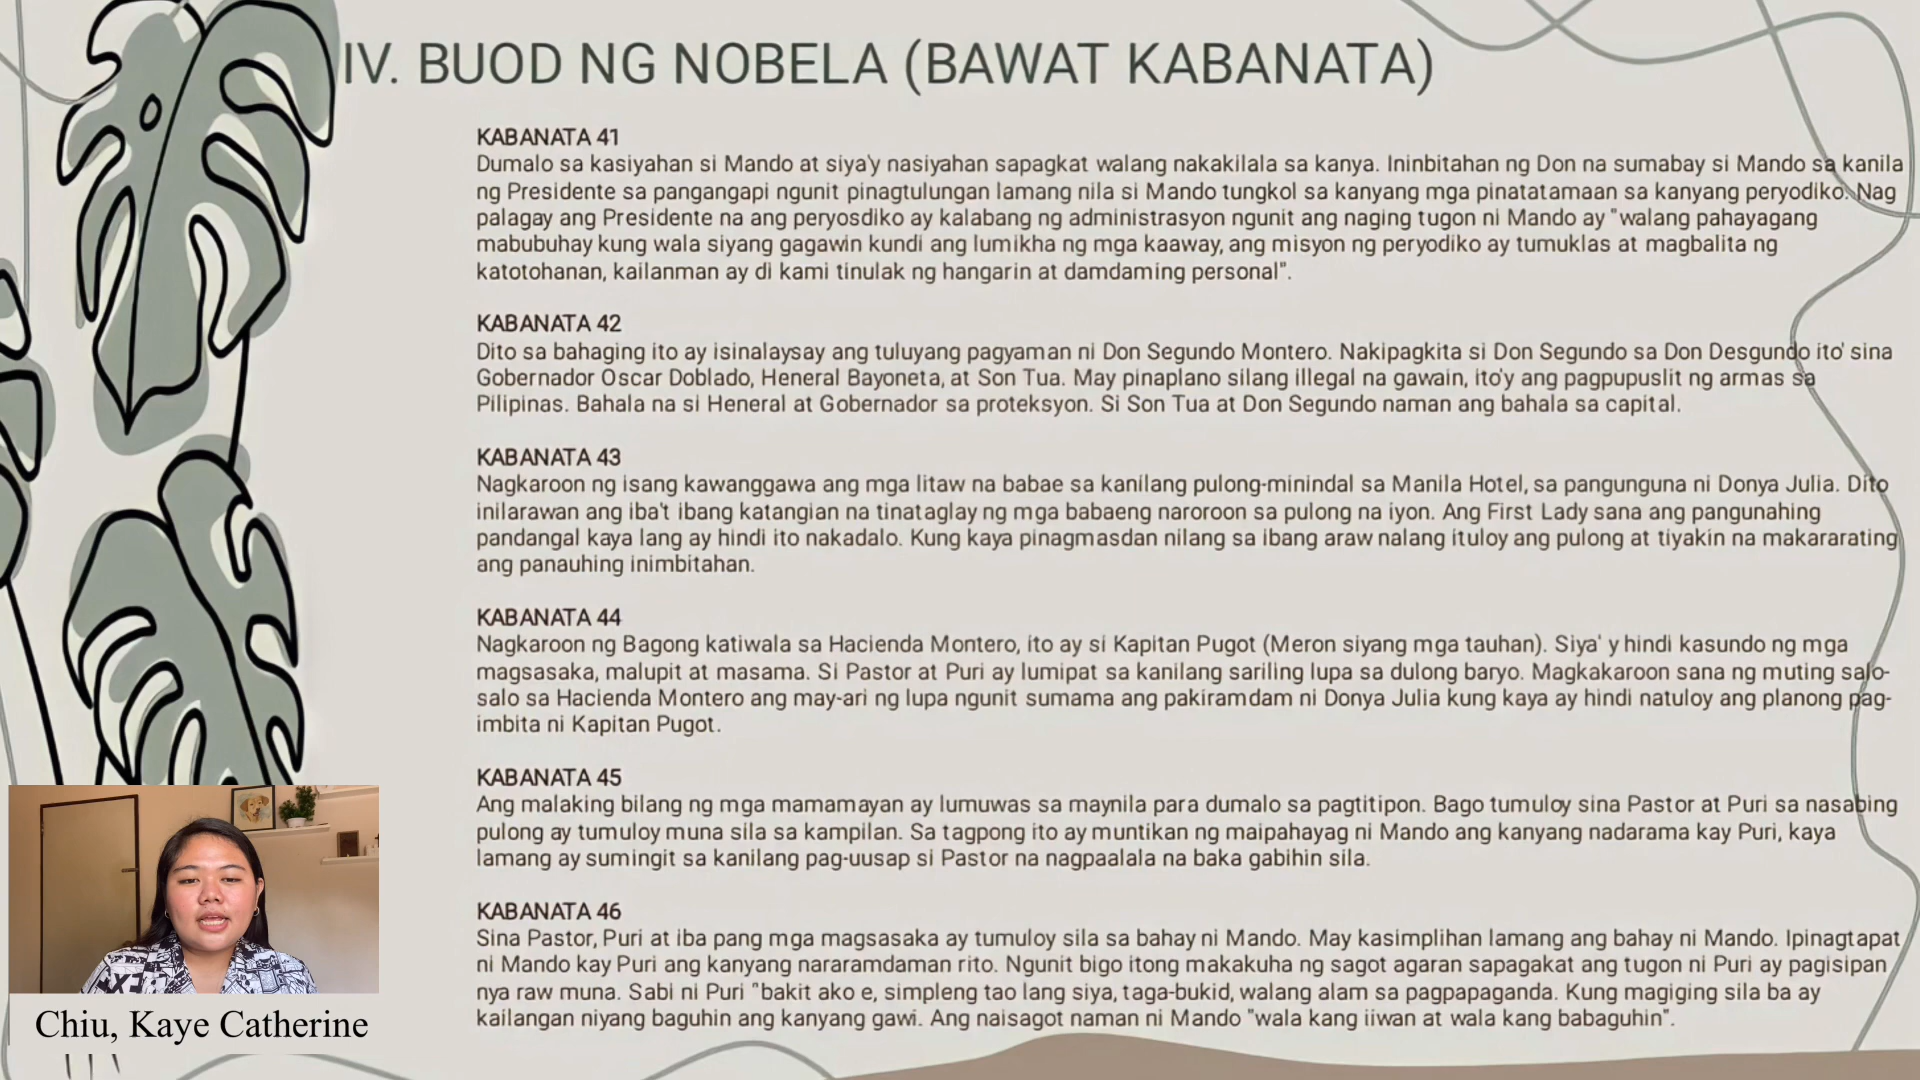 IV. BUOD NG NOBELA (BAWAT KABANATA)
KABANATA 41
Dumalo sa kasiyahan si Mando at siya'y nasiyahan sapagkat walang nakakilala sa kanya. Ininbitahan ng Don na sumabay si Mando sa kanila
ng Presidente sa pangangapi ngunit pinagtulungan lamang nila si Mando tungkol sa kanyang mga pinatatamaan sa kanyang peryodiko. Nag
palagay ang Presidente na ang peryosdiko ay kalabang ng administrasyon ngunit ang naging tugon ni Mando ay "walang pahayagang
mabubuhay kung wala siyang gagawin kundi ang lumikha ng mga kaaway, ang misyon ng peryodiko ay tumuklas at magbalita ng
katotohanan, kailanman ay di kami tinulak ng hangarin at damdaming personal".
KABANATA 42
Dito sa bahaging ito ay isinalaysay ang tuluyang pagyaman ni Don Segundo Montero. Nakipagkita si Don Segundo sa Don Desgundo ito' sina
Gobernador Oscar Doblado, Heneral Bayoneta, at Son Tua. May pinaplano silang illegal na gawain, ito'y ang pagpupuslit ng armas sa
Pilipinas. Bahala na si Heneral at Gobernador sa proteksyon. Si Son Tua at Don Segundo naman ang bahala sa capital.
KABANATA 43
Nagkaroon ng isang kawanggawa ang mga litaw na babae sa kanilang pulong-minindal sa Manila Hotel, sa pangunguna ni Donya Julia. Dito
inilarawan ang iba't ibang katangian na tinataglay ng mga babaeng naroroon sa pulong na iyon. Ang First Lady sana ang pangunahing
pandangal kaya lang ay hindi ito nakadalo. Kung kaya pinagmasdan nilang sa ibang araw nalang ituloy ang pulong at tiyakin na makararating
ang panauhing inimbitahan.
KABANATA 44
Nagkaroon ng Bagong katiwala sa Hacienda Montero, ito ay si Kapitan Pugot (Meron siyang mga tauhan). Siya' y hindi kasundo ng mga
magsasaka, malupit at masama. Si Pastor at Puri ay lumipat sa kanilang sariling lupa sa dulong baryo. Magkakaroon sana ng muting salo-
salo sa Hacienda Montero ang may-ari ng lupa ngunit sumama ang pakiramdam ni Donya Julia kung kaya ay hindi natuloy ang planong pag-
imbita ni Kapitan Pugot.
KABANATA 45
Ang malaking bilang ng mga mamamayan ay lumuwas sa maynila para dumalo sa pagtitipon. Bago tumuloy sina Pastor at Puri sa nasabing
pulong ay tumuloy muna sila sa kampilan. Sa tagpong ito ay muntikan ng maipahayag ni Mando ang kanyang nadarama kay Puri, kaya
lamang ay sumingit sa kanilang pag-uusap si Pastor na nagpaalala na baka gabihin sila.
KABANATA 46
Sina Pastor, Puri at iba pang mga magsasaka ay tumuloy sila sa bahay ni Mando. May kasimplihan lamang ang bahay ni Mando. Ipinagtapat
ni Mando kay Puri ang kanyang nararamdaman rito. Ngunit bigo itong makakuha ng sagot agaran sapagakat ang tugon ni Puri ay pagisipan
nya raw muna. Sabi ni Puri "bakit ako e, simpleng tao lang siya, taga-bukid, walang alam sa pagpapaganda. Kung magiging sila ba ay
kailangan niyang baguhin ang kanyang gawi. Ang naisagot naman ni Mando "wala kang iiwan at wala kang babaguhin".
Chiu, Kaye Catherine